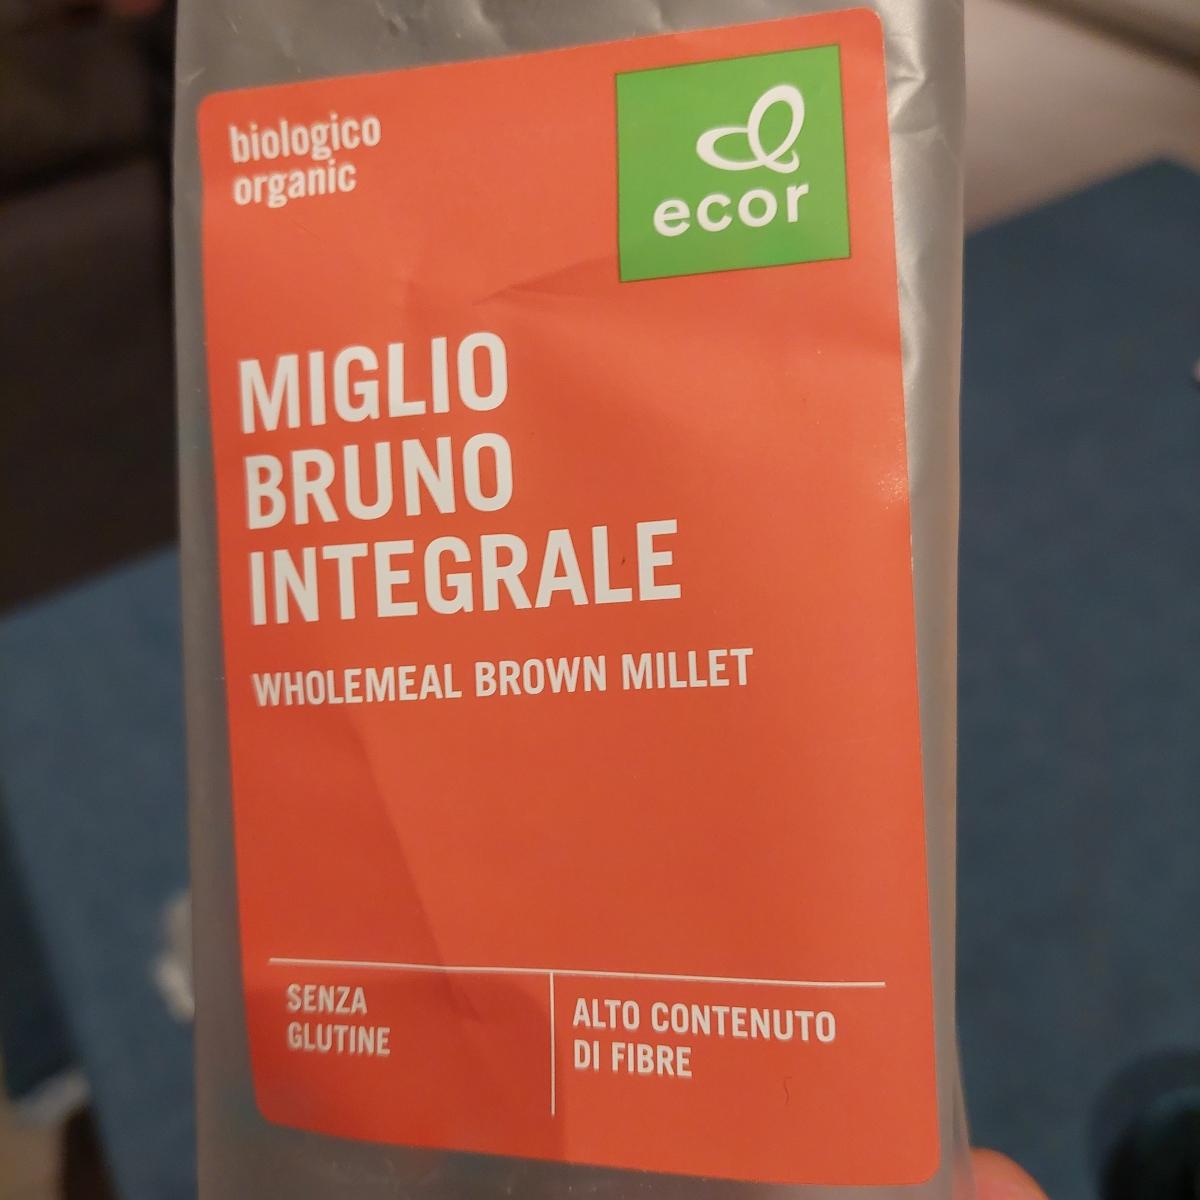 biologico
organic
ecor
MIGLIO
BRUNO
INTEGRALE
WHOLEMEAL BROWN MILLET
SENZA
GLUTINE
ALTO CONTENUTO
DI FIBRE